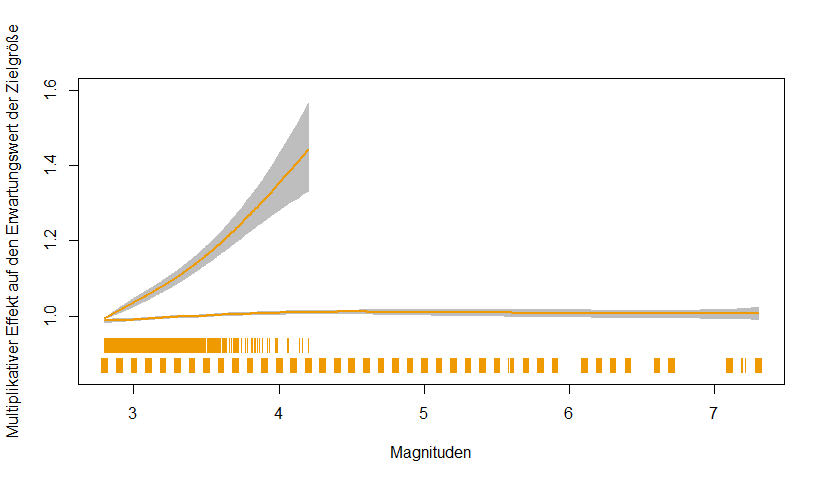 Multiplikativer Effekt auf den Erwartungswert der Zielgröße
1.6
1.4
1.2
1.0
3 4 5 6 7
Magnituden